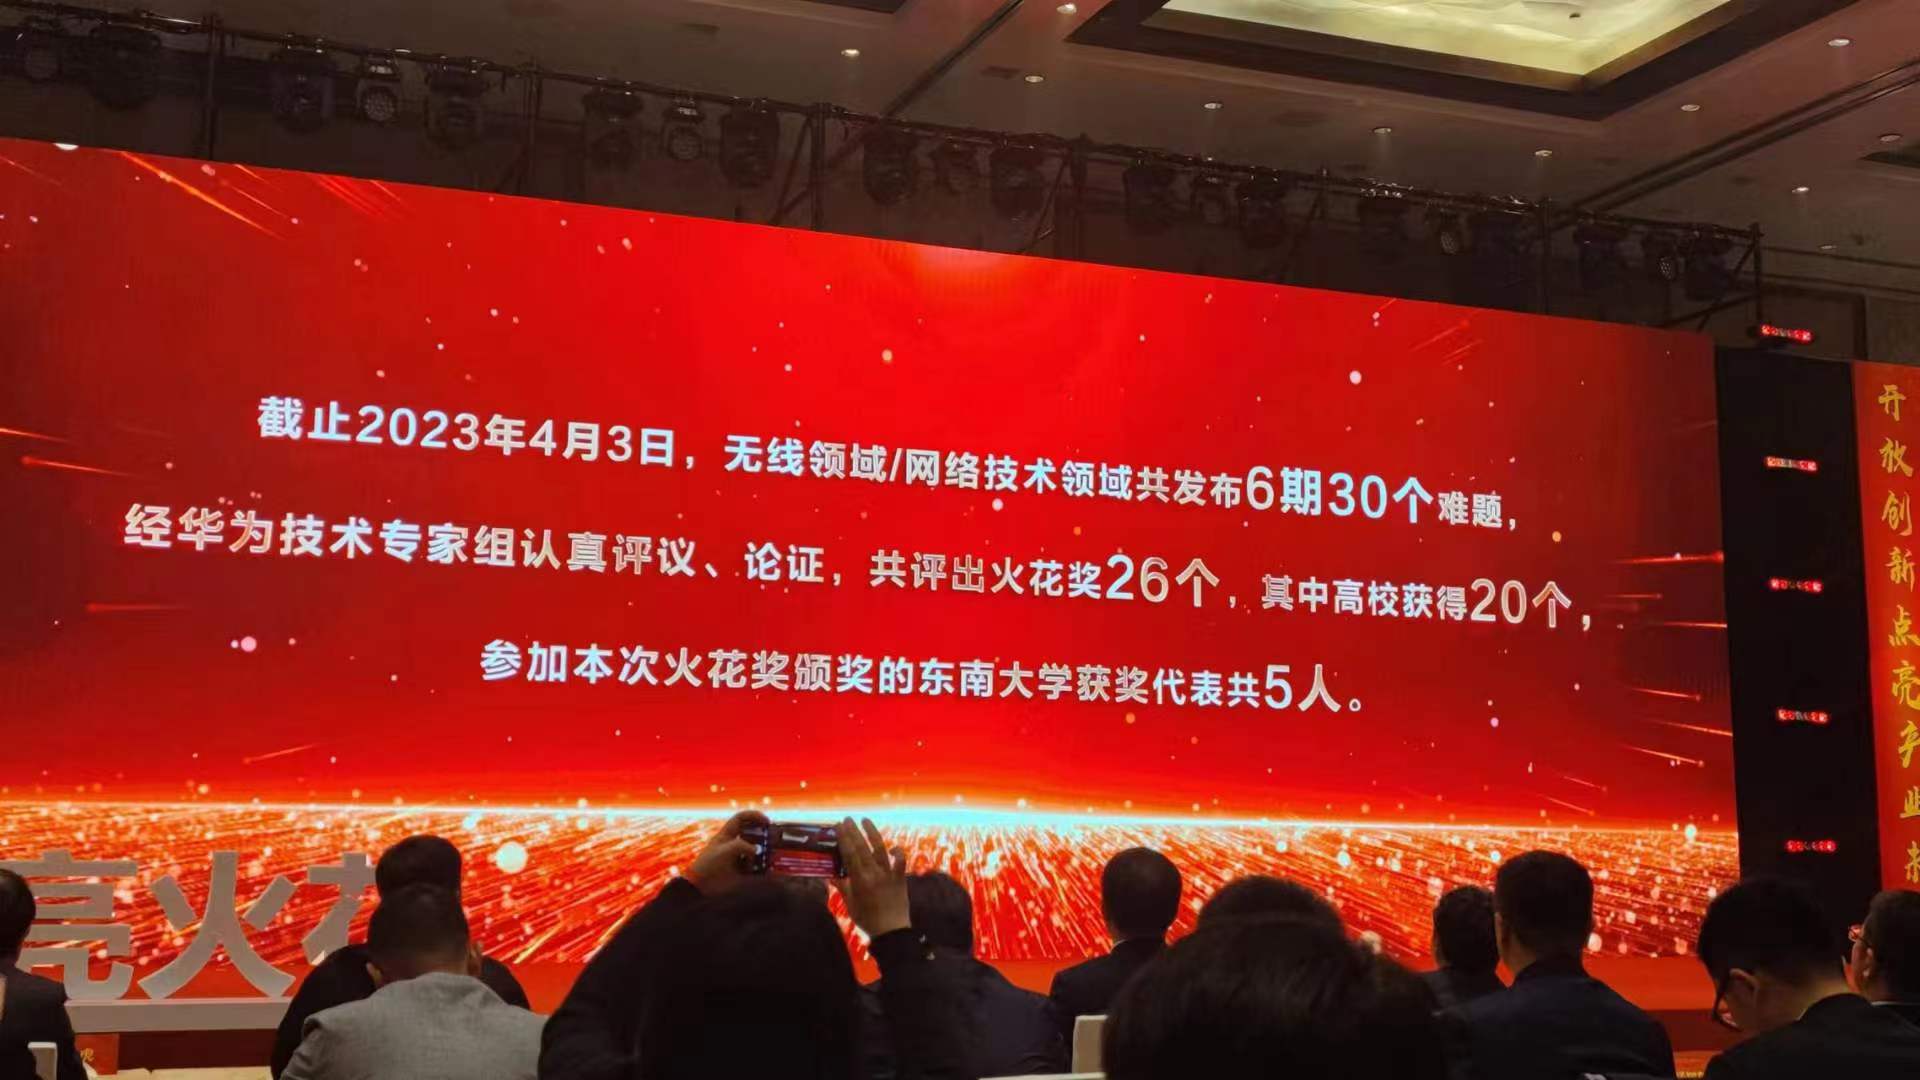 截止2023年4月3日，无线领域/网络技术领域共发布6期30个难题，
经华为技术专家组认真评议、论证，共评出火花奖26个，其中高校获得20个，
参加本次火花奖颁奖的东南大学获奖代表共5人。
开放创新点亮产业
亮火花